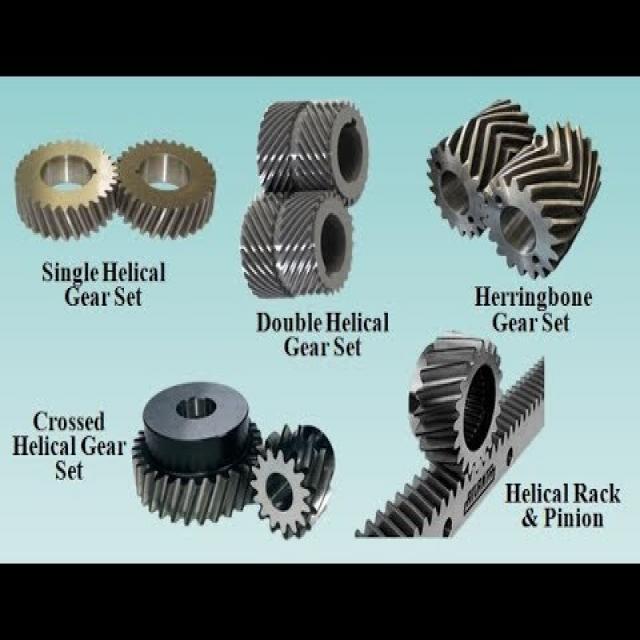 Single Helical
Gear Set
Double Helical
Gear Set
Herringbone
Gear Set
Crossed
Helical Gear
Set
Helical Rack
& Pinion